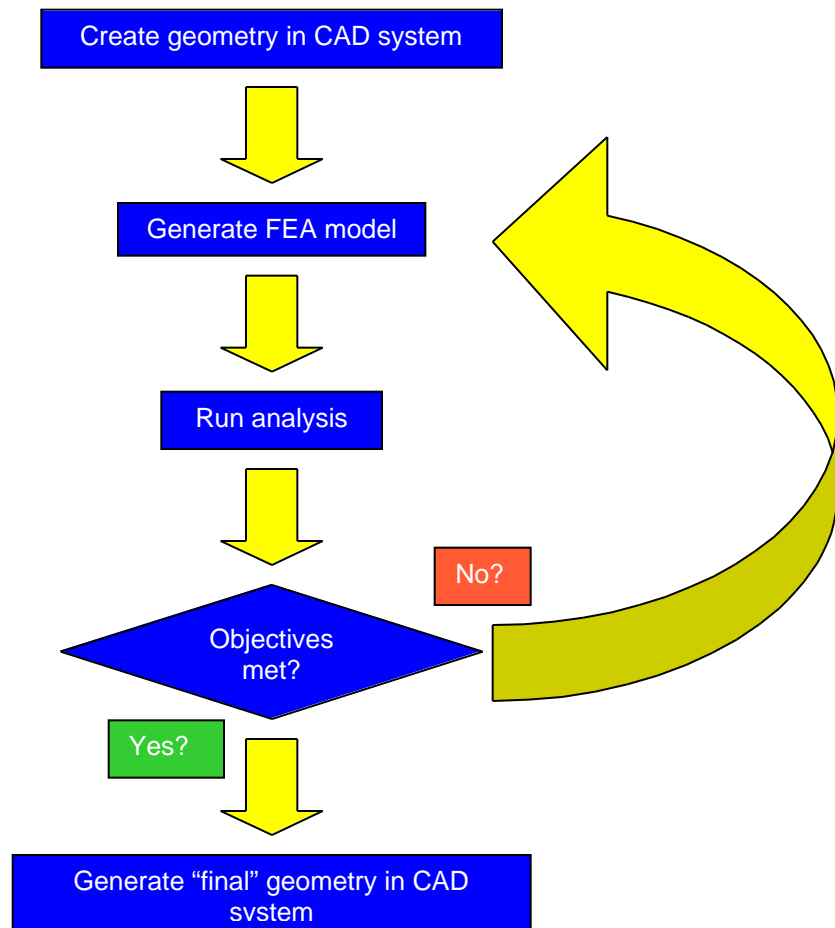 Create geometry in CAD system
Generate FEA model
Run analysis
No?
Objectives
met?
Yes?
Generate “final” geometry in CAD
system